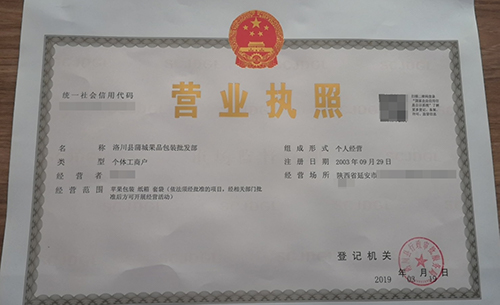 统一社会信用代码
营业执照
名称 洛川县蒲城果品包装批发部
类型 个体工商户
经营者
经营范围 苹果包装 纸箱 套袋(依法须经批准的项目，经相关部门批
准后方可开展经营活动)
组成形式 个人经营
注册日期 2003年09月29日
经营场所 陕西省延安市
登记机关
2019 年 03 月 19 日